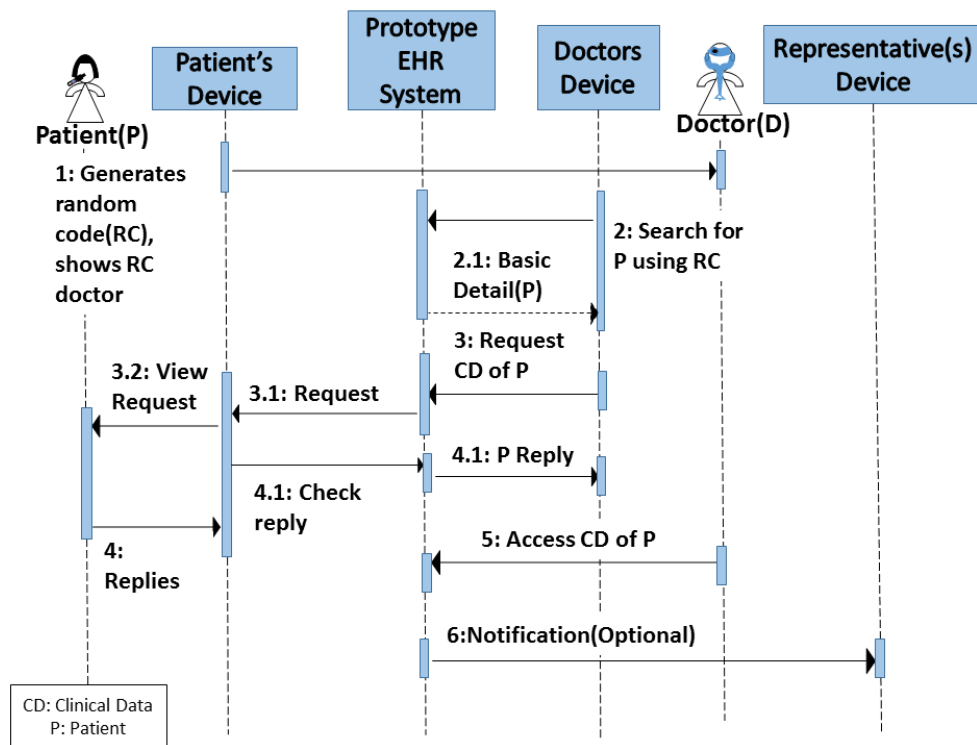 Patient(P)
Patient's
Device
Prototype
EHR
System
Doctors
Device
Doctor(D)
Representative(s)
Device
1: Generates
random
code(RC),
shows RC
doctor
2: Search for
P using RC
2.1: Basic
Detail(P)
3: Request
CD of P
3.1: Request
3.2: View
Request
4.1: P Reply
4.1: Check
reply
4:
Replies
5: Access CD of P
6:Notification(Optional)
CD: Clinical Data
P: Patient